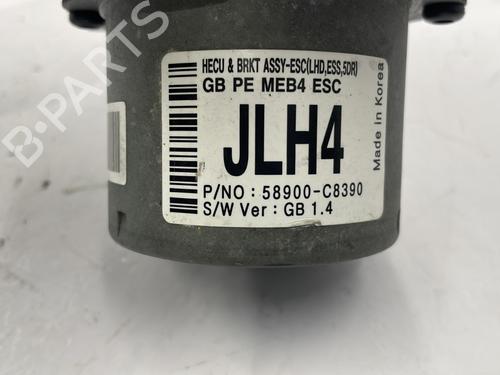 HECU & BRKT ASSY-ESC(LHD,ESS,5DR)
GB PE MEB4 ESC
JLH4
P/NO : 58900-C8390
S/W Ver : GB 1.4
Made in Korea
B-PARTS